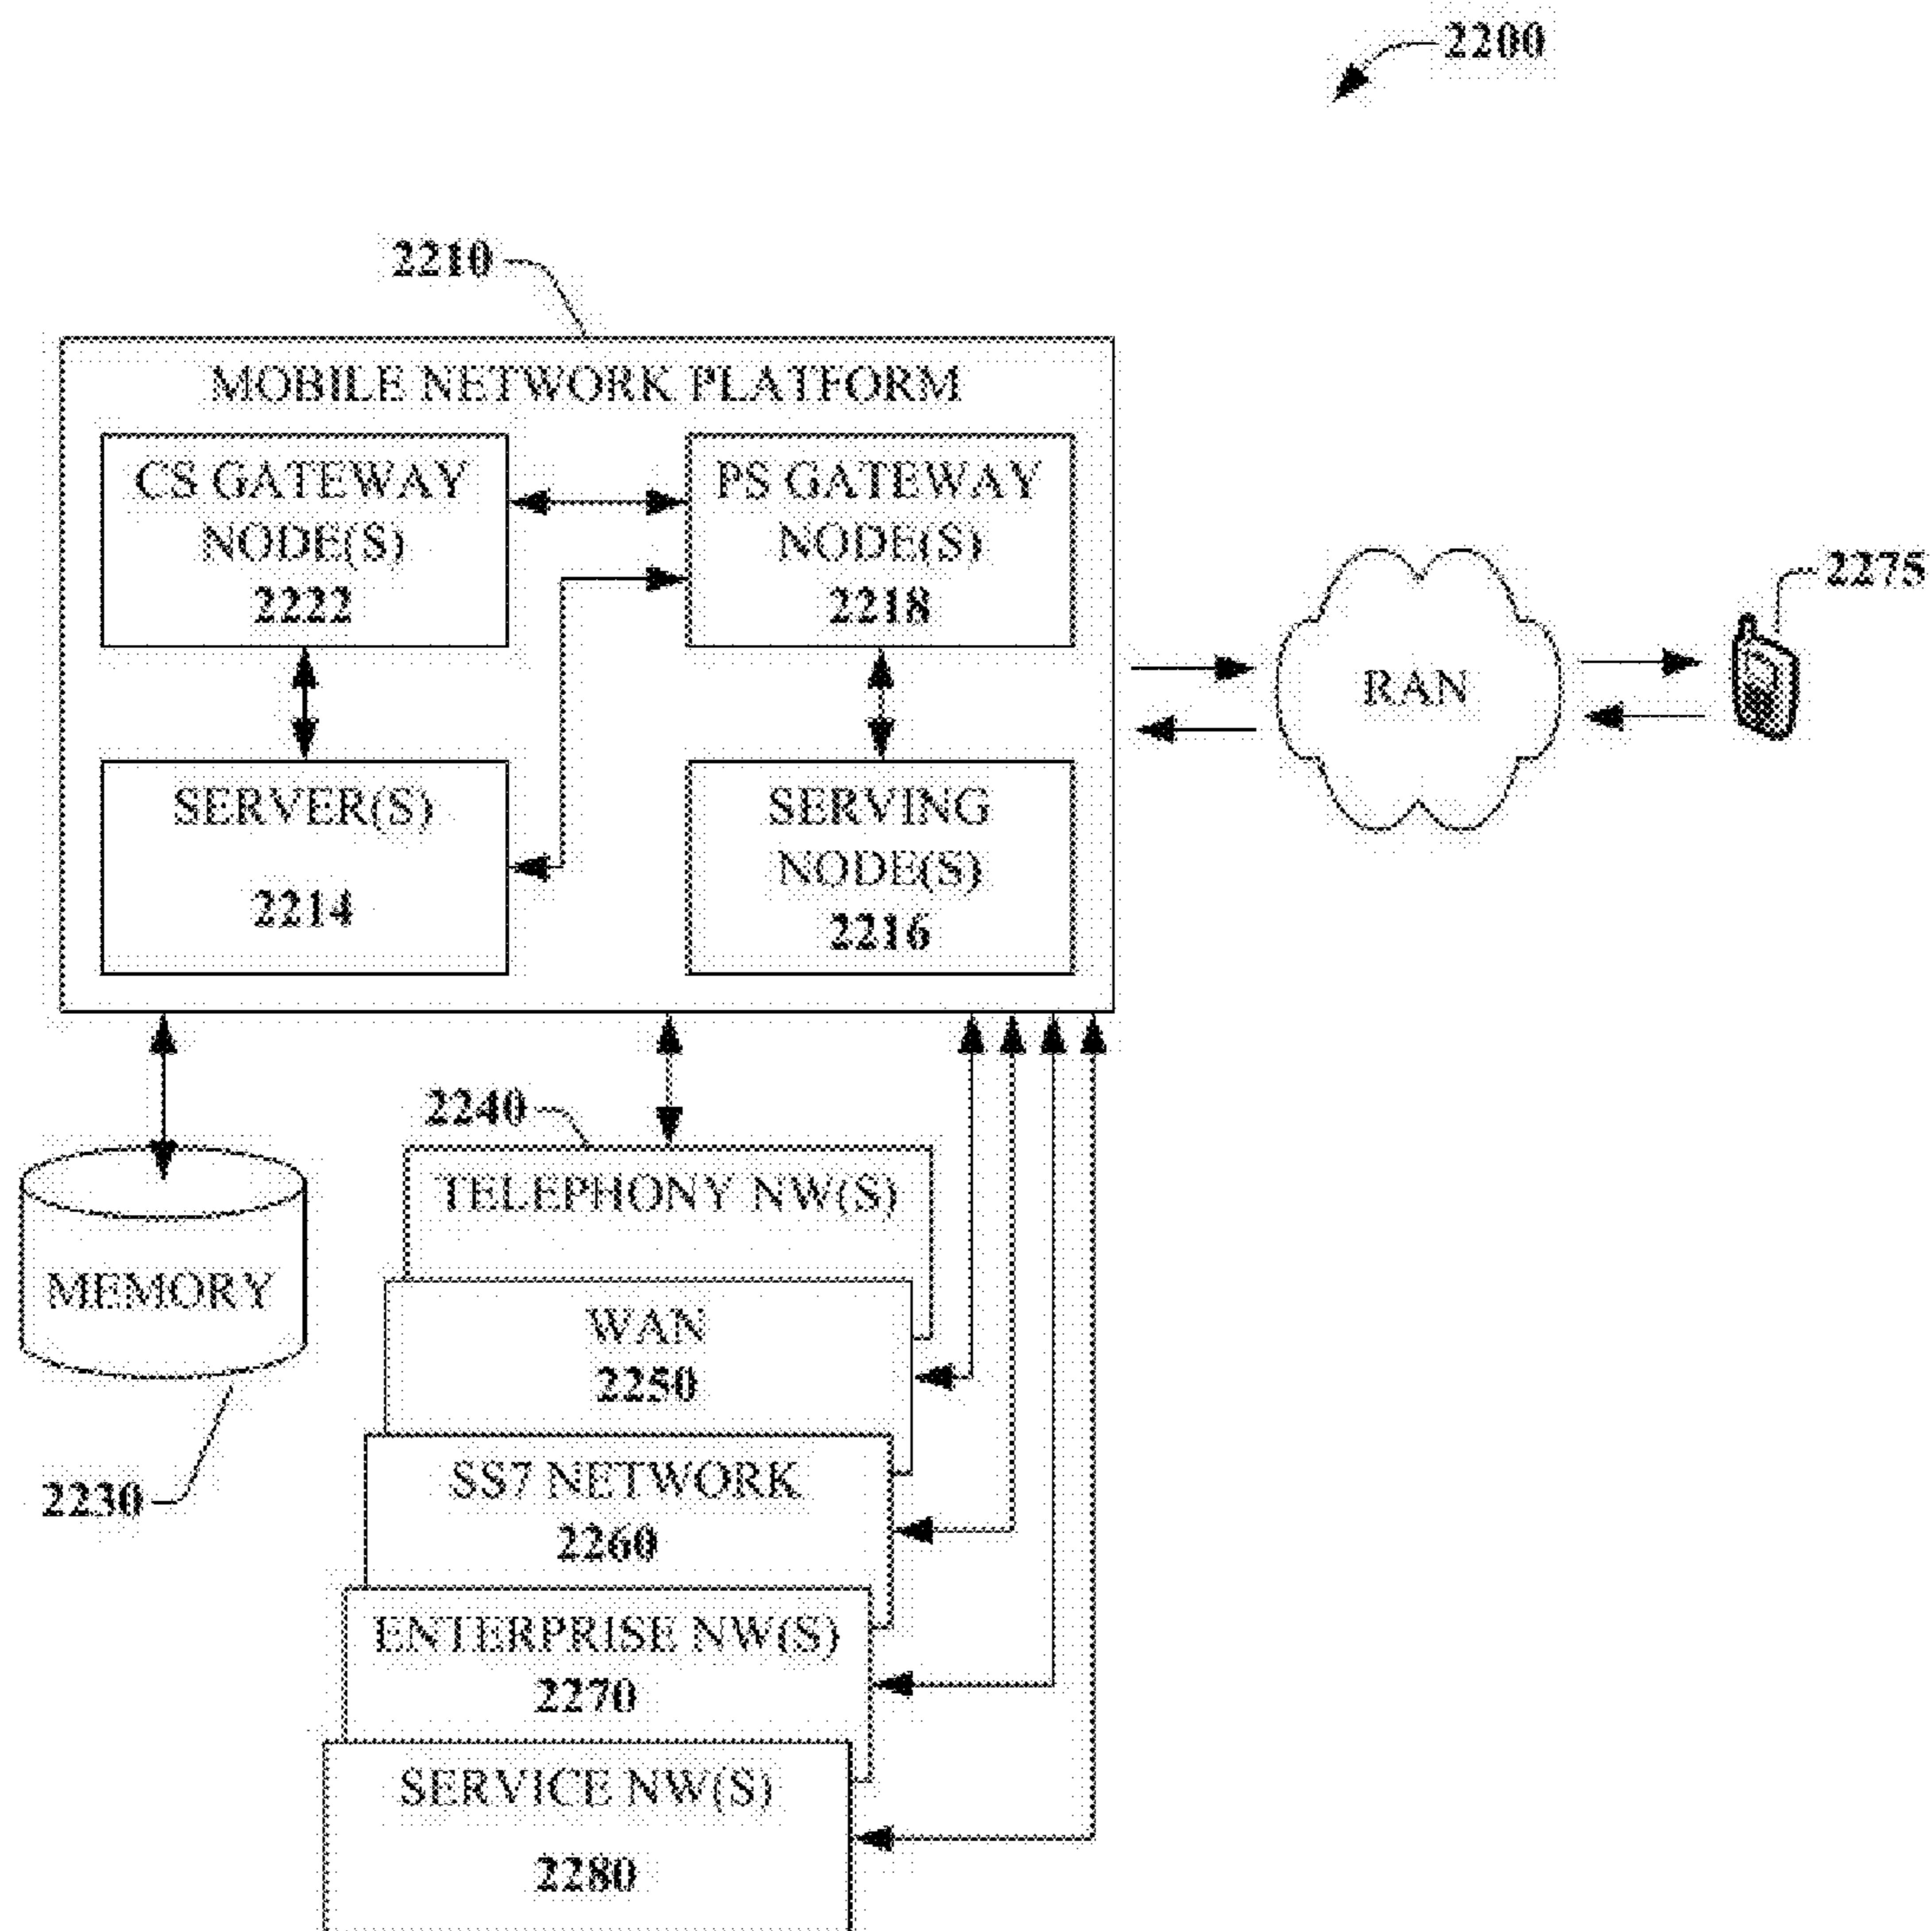 2200
2210
MOBILE NETWORK PLATFORM
CS GATEWAY
NODE(S)
2222
PS GATEWAY
NODE(S)
2218
SERVER(S)
2214
SERVING
NODE(S)
2216
RAN
2275
2240
TELEPHONY NW(S)
MEMORY
2230
WAN
2250
SS7 NETWORK
2260
ENTERPRISE NW(S)
2270
SERVICE NW(S)
2280